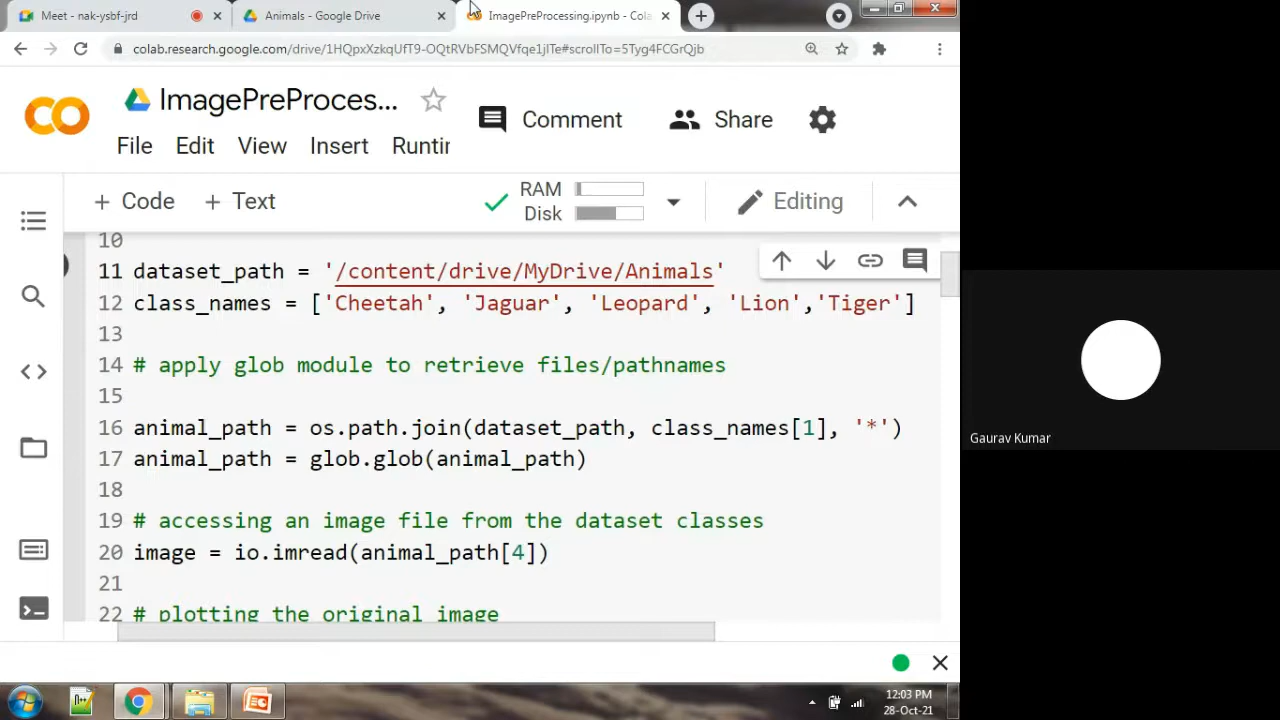 Meet - nak-ysbf-jrd
Animals - Google Drive
ImagePreProcessing.ipynb - Cola
colab.research.google.com/drive/1HQpxXzkqUfT9-OQtRVbFSMQVfqe1jlTe#scrollTo=5Tyg4FCGrQjb
CO
ImagePreProces...
Comment
Share
File Edit View Insert Runtir
+ Code + Text
RAM
Disk
Editing
10
11 dataset_path = '/content/drive/MyDrive/Animals'
12 class_names = ['Cheetah', 'Jaguar', 'Leopard', 'Lion','Tiger']
13
14 # apply glob module to retrieve files/pathnames
15
16 animal_path = os.path.join(dataset_path, class_names[1], '*')
17 animal_path = glob.glob(animal_path)
18
19 # accessing an image file from the dataset classes
20 image = io.imread(animal_path[4])
21
22 # plotting the original image
Gaurav Kumar
12:03 PM
28-Oct-21